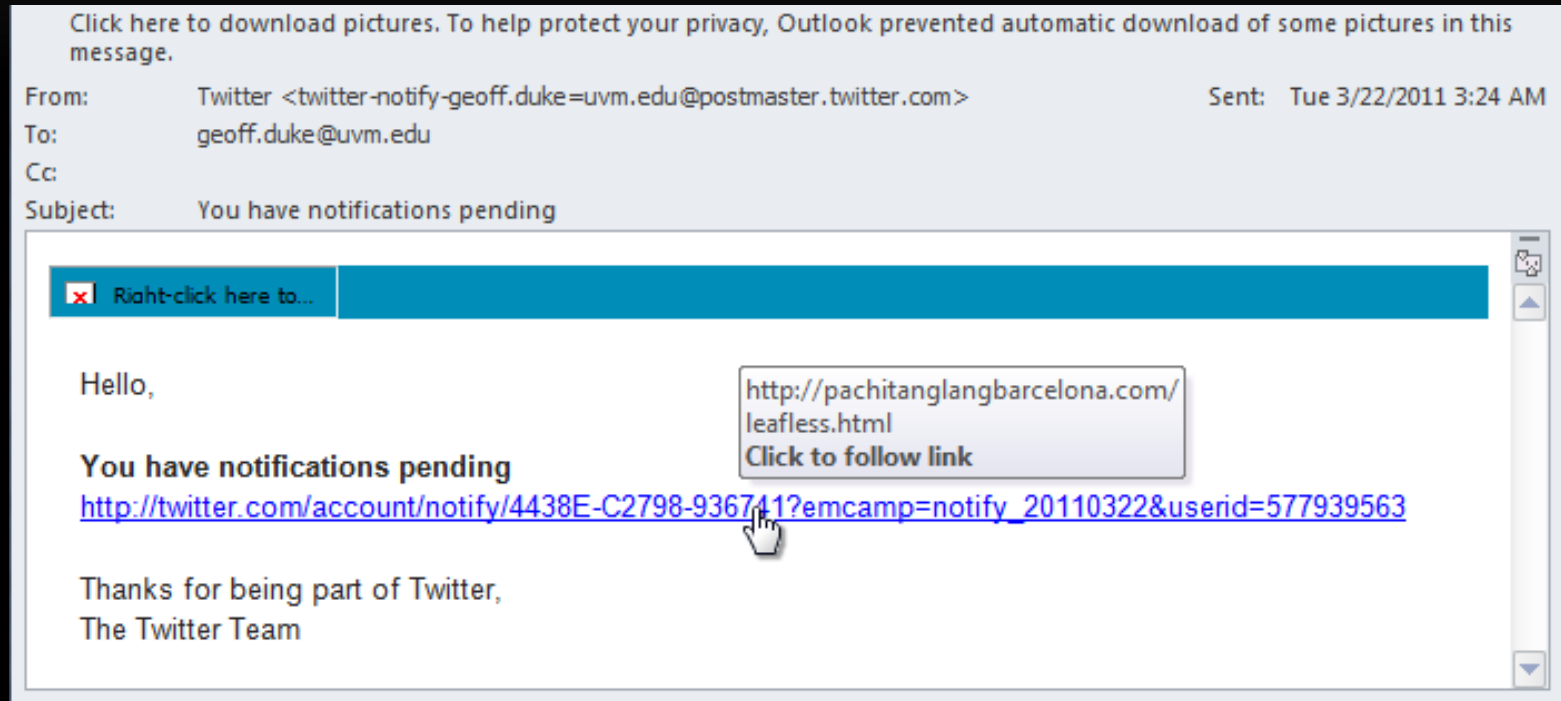 Click here to download pictures. To help protect your privacy, Outlook prevented automatic download of some pictures in this
message.
From: Twitter <twitter-notify-geoff.duke=uvm.edu@postmaster.twitter.com> Sent: Tue 3/22/2011 3:24 AM
To: geoff.duke@uvm.edu
Cc:
Subject: You have notifications pending
Right-click here to...
Hello,
http://pachitanglangbarcelona.com/
leafless.html
Click to follow link
You have notifications pending
http://twitter.com/account/notify/4438E-C2798-936741?emcamp=notify_20110322&userid=577939563
Thanks for being part of Twitter,
The Twitter Team